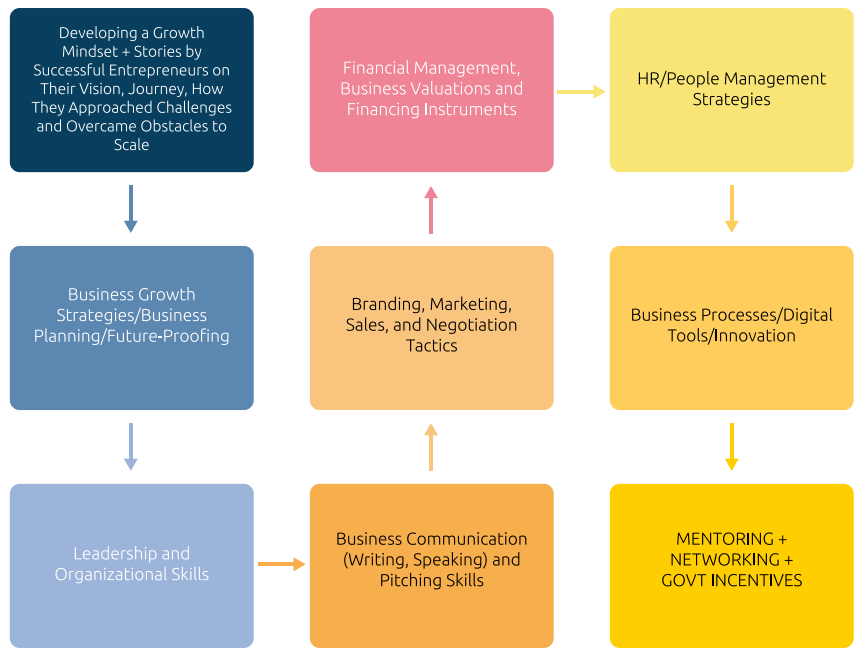 Developing a Growth
Mindset + Stories by
Successful Entrepreneurs on
Their Vision, Journey, How
They Approached Challenges
and Overcame Obstacles to
Scale
Business Growth
Strategies/Business
Planning/Future-Proofing
Leadership and
Organizational Skills
Business Communication
(Writing, Speaking) and
Pitching Skills
Branding, Marketing,
Sales, and Negotiation
Tactics
Financial Management,
Business Valuations and
Financing Instruments
HR/People Management
Strategies
Business Processes/Digital
Tools/Innovation
MENTORING +
NETWORKING +
GOVT INCENTIVES